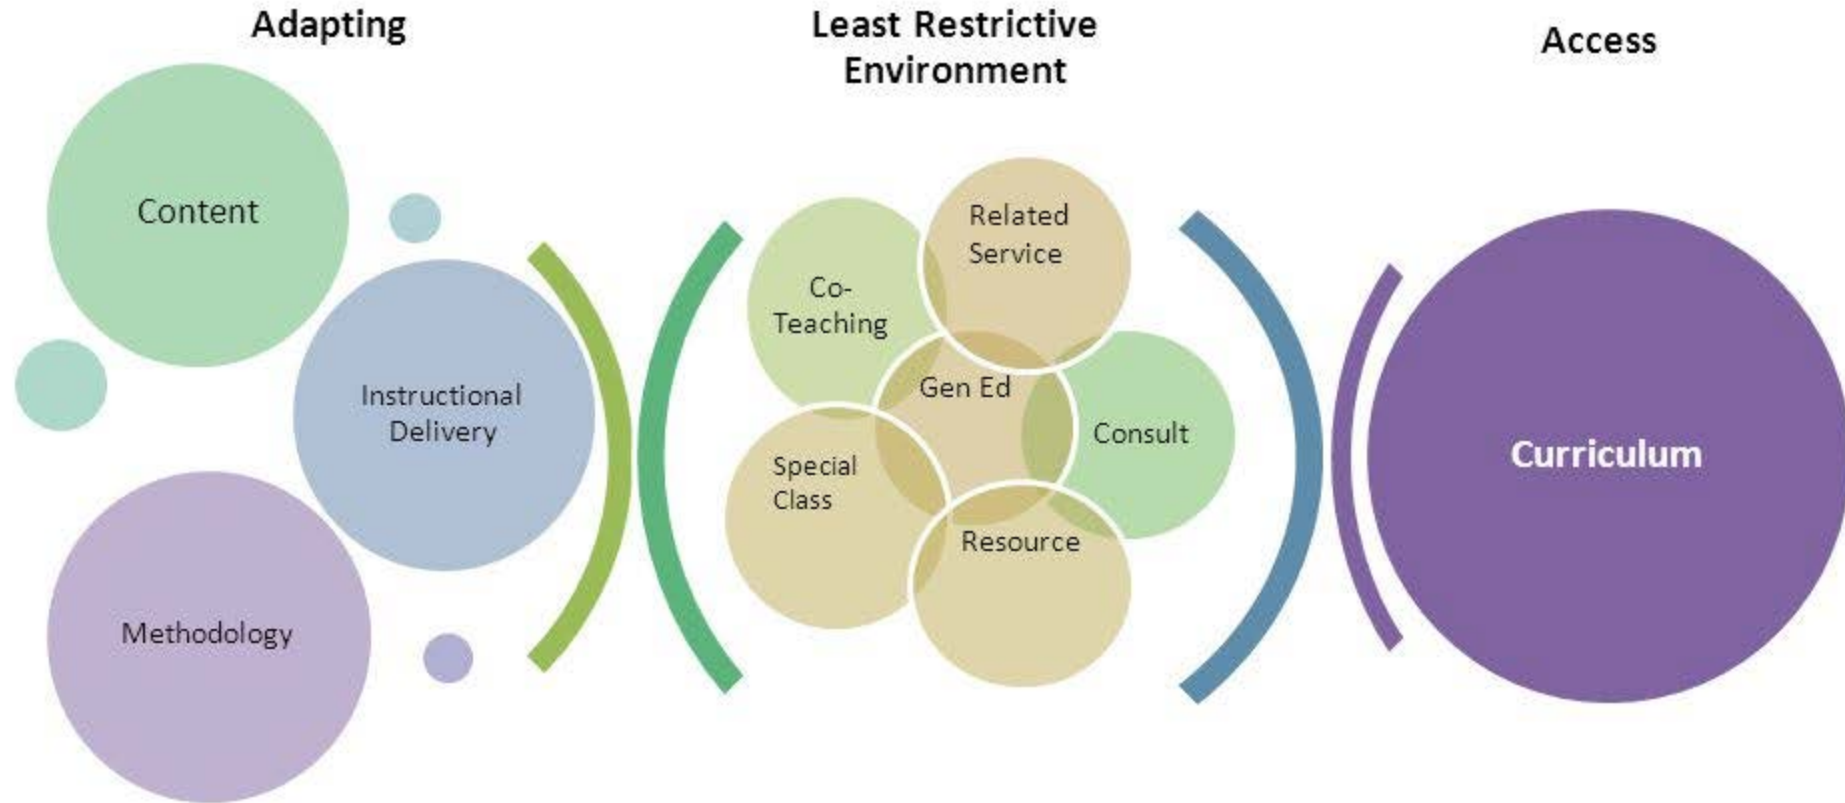 Adapting
Least Restrictive
Environment
Access
Content
Instructional
Delivery
Methodology
Related
Service
Co-
Teaching
Gen Ed
Consult
Special
Class
Resource
Curriculum